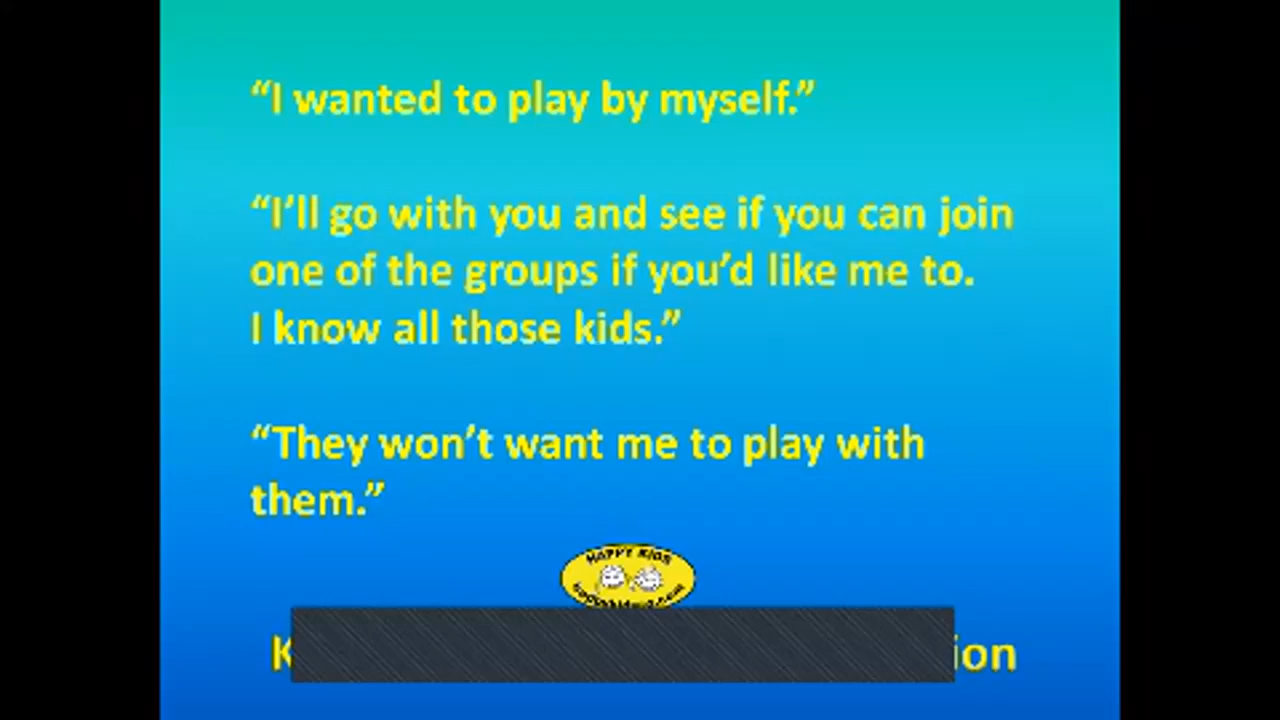 “I wanted to play by myself.”
“I’ll go with you and see if you can join
one of the groups if you’d like me to.
I know all those kids.”
“They won’t want me to play with
them.”
HAPPY KIDS